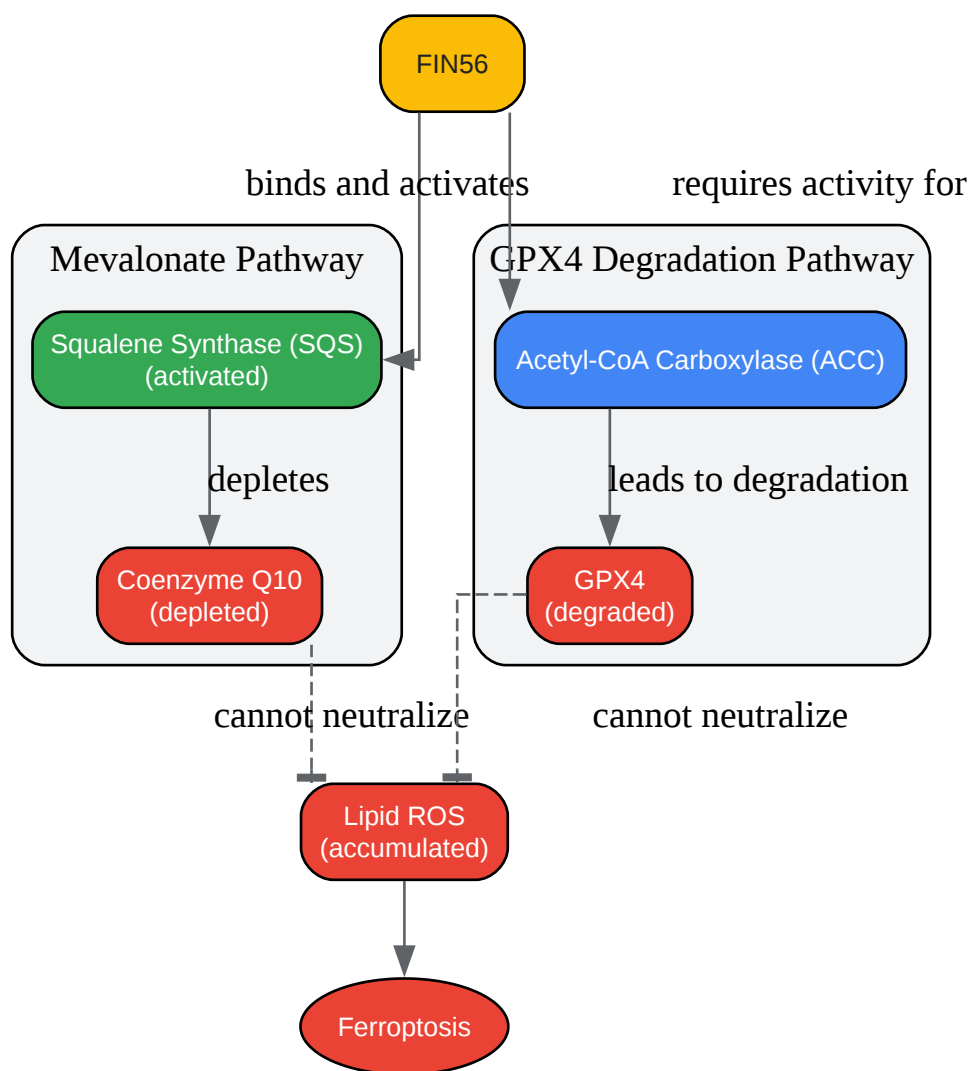 FIN56
binds and activates
requires activity for
Mevalonate Pathway
GPX4 Degradation Pathway
Squalene Synthase (SQS)
(activated)
Acetyl-CoA Carboxylase (ACC)
depletes
leads to degradation
Coenzyme Q10
(depleted)
GPX4
(degraded)
cannot neutralize
cannot neutralize
Lipid ROS
(accumulated)
Ferroptosis